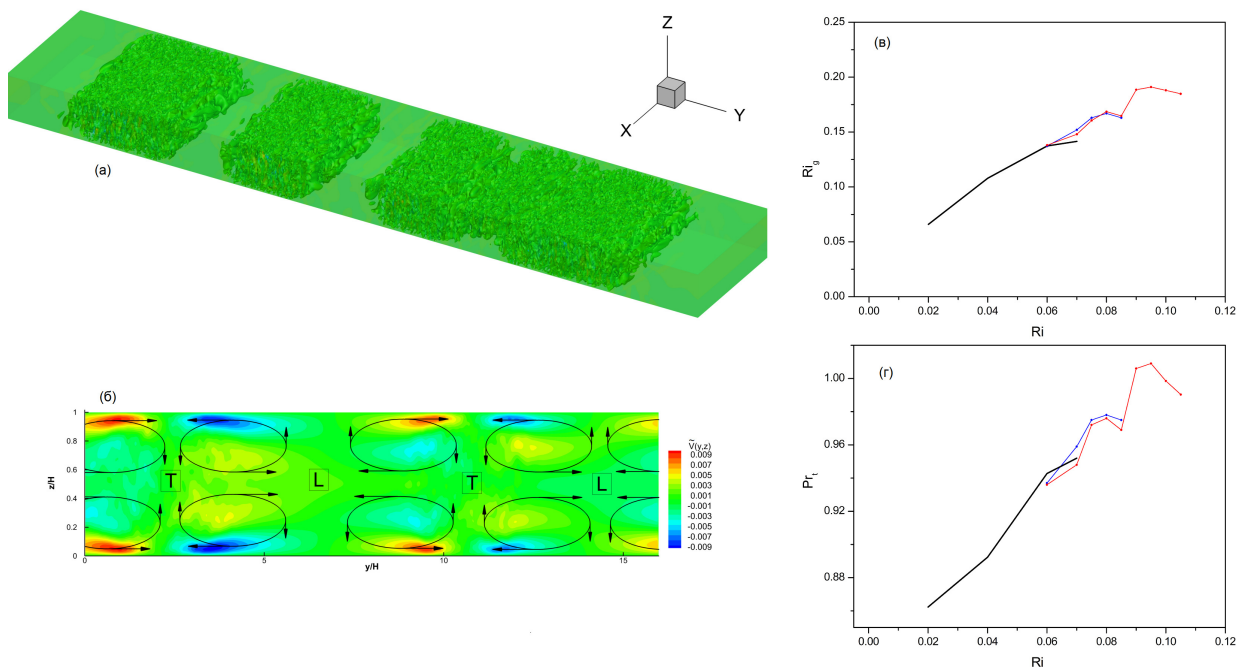 Z
X
Y
(а)
(б)
1
0.8
0.6
0.4
0.2
0
z/H
T
L
T
L
0
5
10
15
y/H
Ṽ(y,z)
0.009
0.007
0.005
0.003
0.001
-0.001
-0.003
-0.005
-0.007
-0.009
(в)
0.25
0.20
0.15
0.10
0.05
0.00
Ri_g
0.00 0.02 0.04 0.06 0.08 0.10 0.12
Ri
(г)
1.00
0.96
0.92
0.88
Pr_t
0.00 0.02 0.04 0.06 0.08 0.10 0.12
Ri